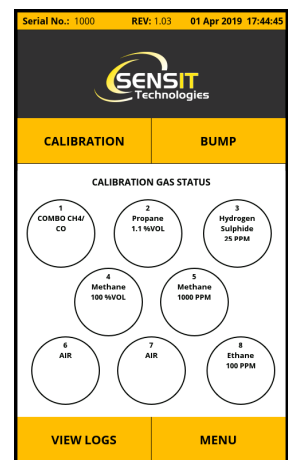 Serial No.: 1000 REV: 1.03 01 Apr 2019 17:44:45
SENSIT
Technologies
CALIBRATION BUMP
CALIBRATION GAS STATUS
1
COMBO CH4/
CO
2
Propane
1.1 %VOL
3
Hydrogen
Sulphide
25 PPM
4
Methane
100 %VOL
5
Methane
1000 PPM
6
AIR
7
AIR
8
Ethane
100 PPM
VIEW LOGS MENU